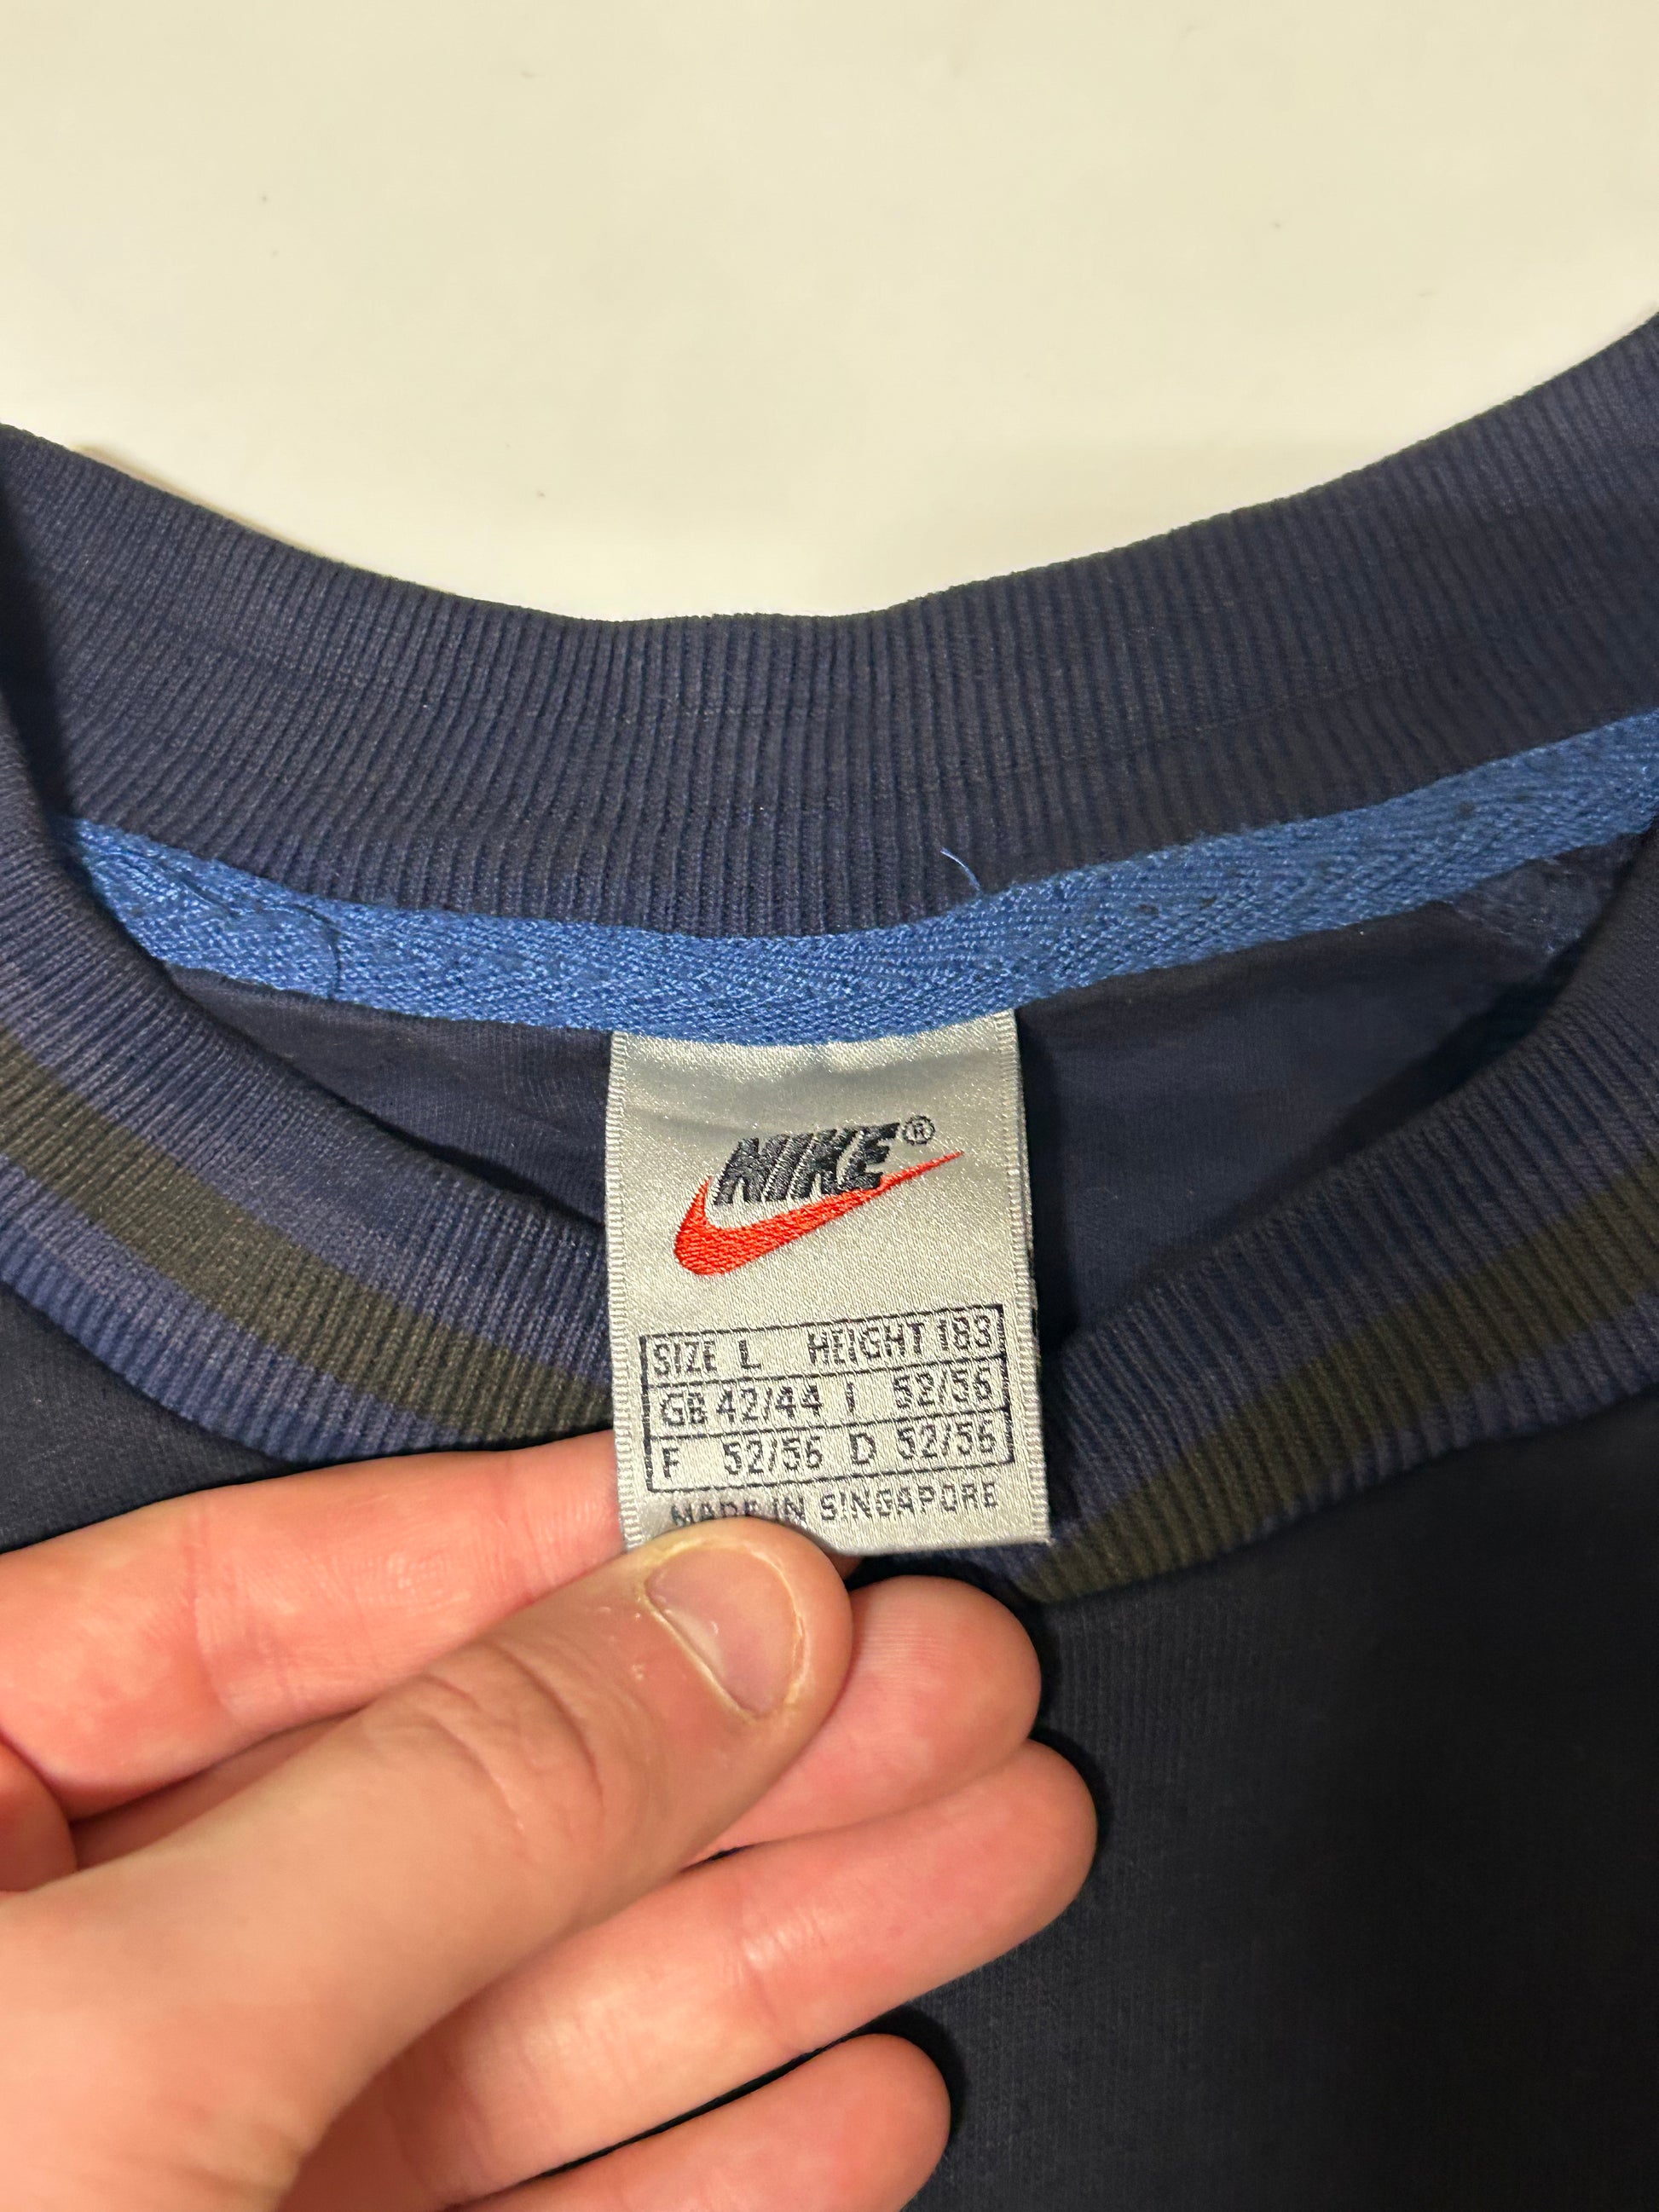 NIKE®
SIZE L HEIGHT 183
GB 42/44 I 52/56
F 52/56 D 52/56
MADE IN SINGAPORE